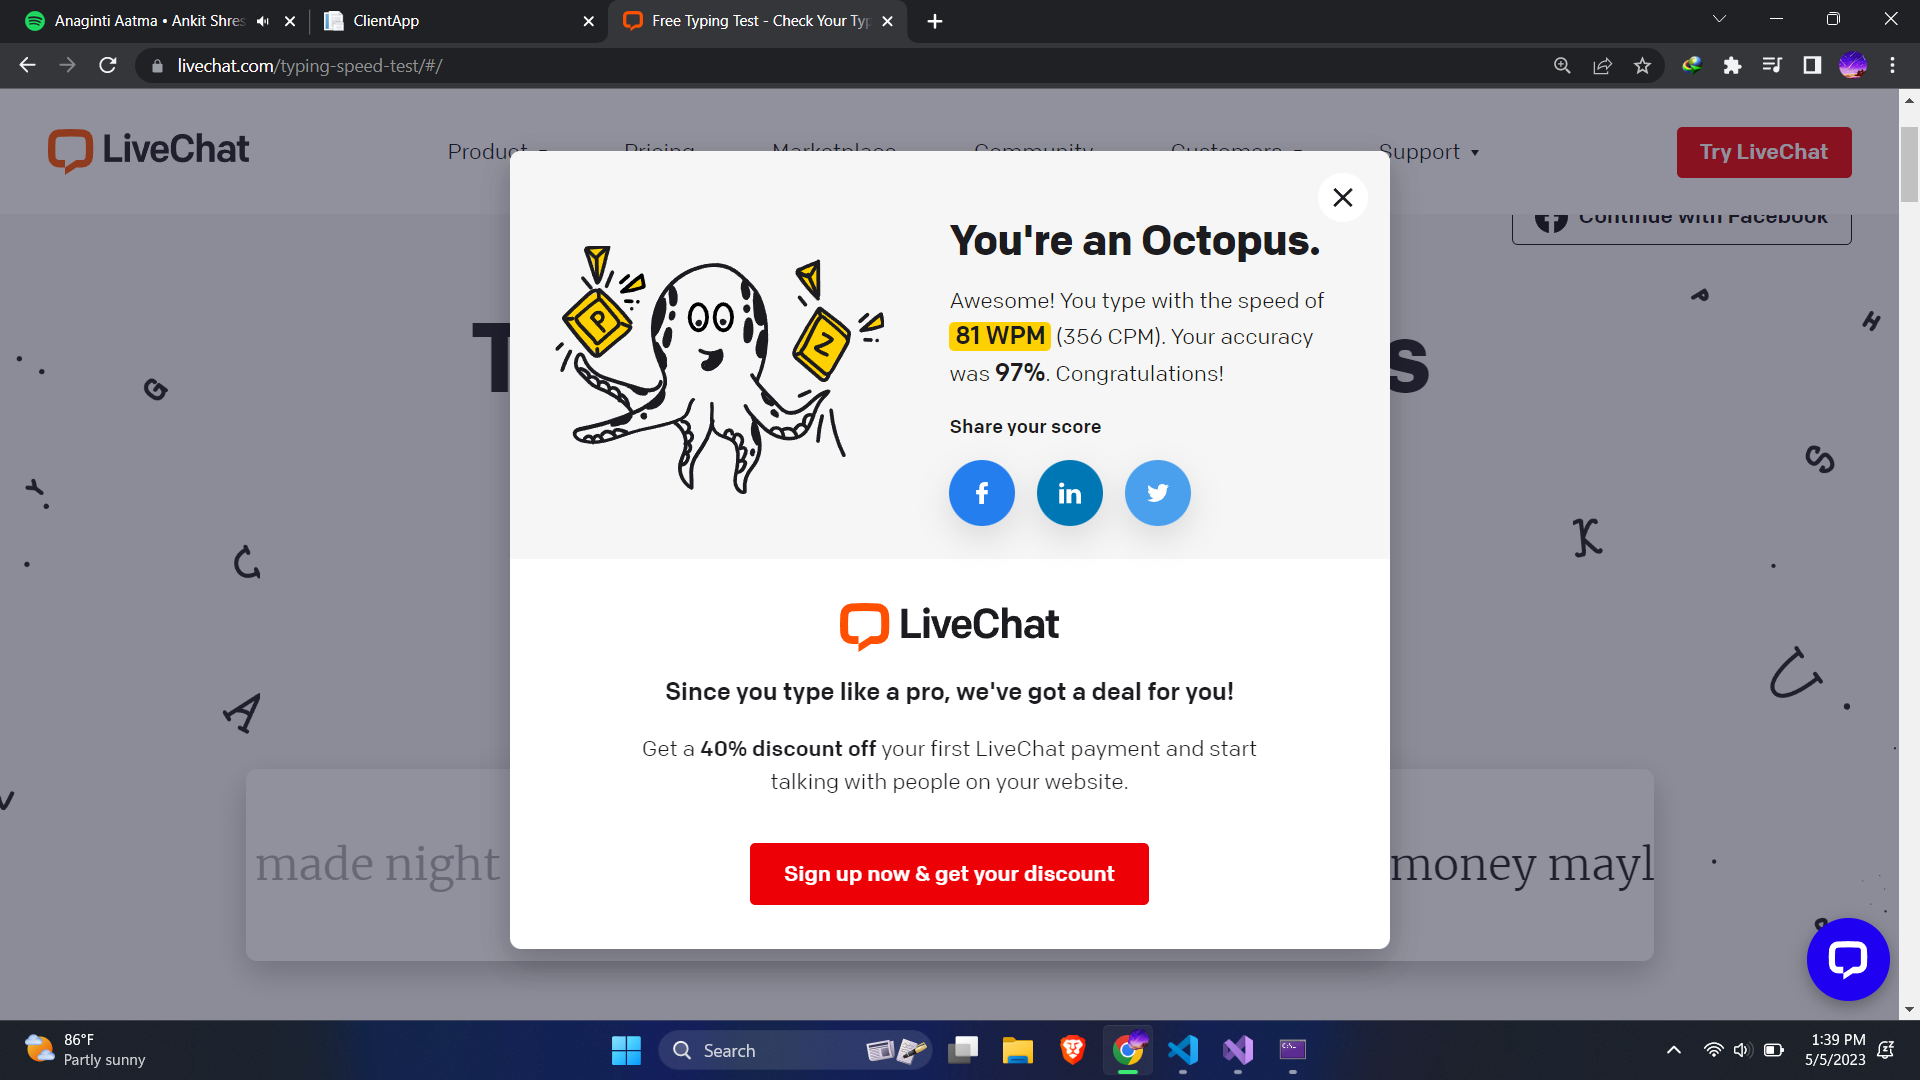 Anaginti Aatma • Ankit Shres
ClientApp
Free Typing Test - Check Your Typ
livechat.com/typing-speed-test/#/
LiveChat
Product
Pricing
Marketplace
Community
Customers
Support
Try LiveChat
Continue with Facebook
You're an Octopus.
Awesome! You type with the speed of
81 WPM (356 CPM). Your accuracy
was 97%. Congratulations!
Share your score
f
in
P
Z
T
s
G
Y
C
A
V
P
H
S
K
U
LiveChat
Since you type like a pro, we've got a deal for you!
Get a 40% discount off your first LiveChat payment and start
talking with people on your website.
made night
money mayl
Sign up now & get your discount
86°F
Partly sunny
Search
1:39 PM
5/5/2023